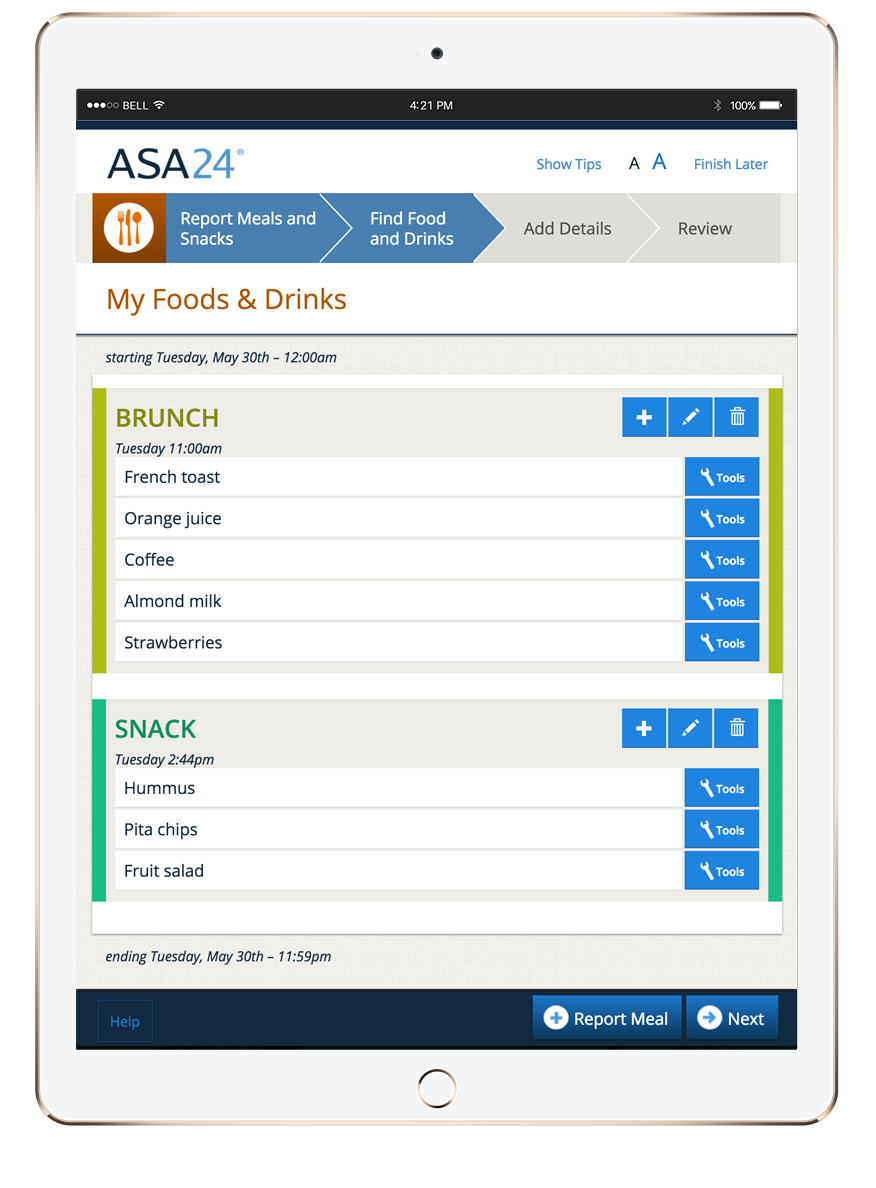 BELL 4:21 PM 100%
ASA24®
Show Tips A A Finish Later
Report Meals and
Snacks
Find Food
and Drinks
Add Details
Review
My Foods & Drinks
starting Tuesday, May 30th – 12:00am
BRUNCH
Tuesday 11:00am
French toast Tools
Orange juice Tools
Coffee Tools
Almond milk Tools
Strawberries Tools
SNACK
Tuesday 2:44pm
Hummus Tools
Pita chips Tools
Fruit salad Tools
ending Tuesday, May 30th – 11:59pm
Help Report Meal Next